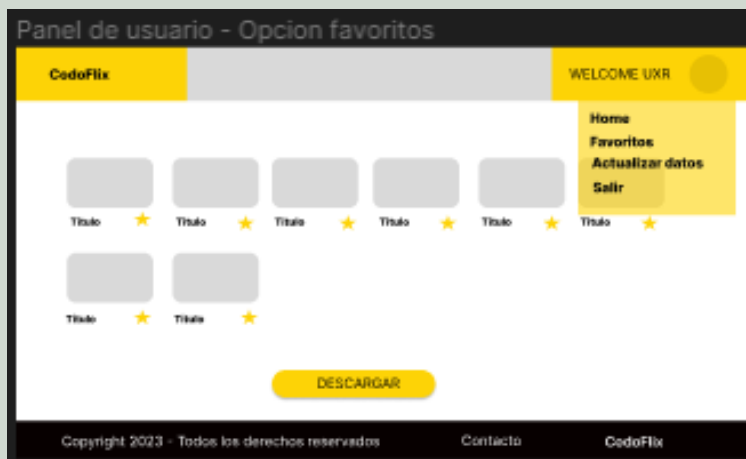 Panel de usuario - Opcion favoritos
CodoFlix
WELCOME UXR
Home
Favoritos
Actualizar datos
Salir
Titulo Titulo Titulo Titulo Titulo Titulo
Titulo Titulo
DESCARGAR
Copyright 2023 - Todos los derechos reservados Contacto CodoFlix